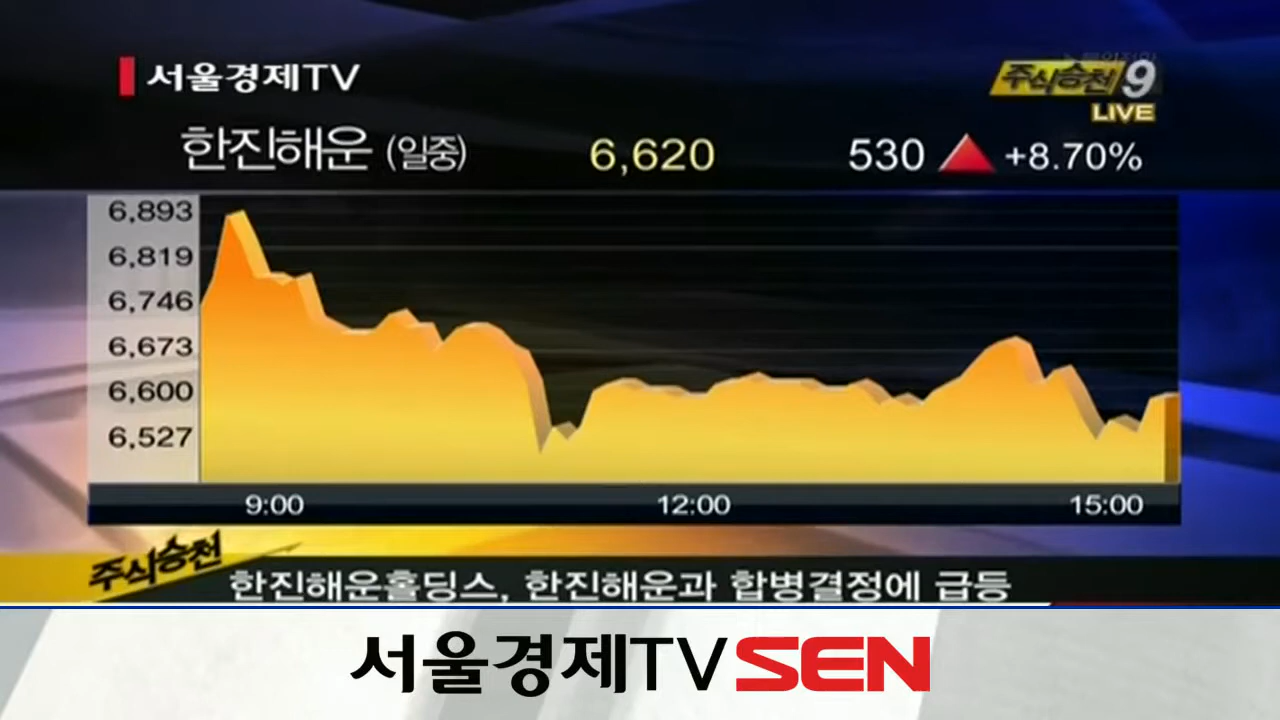 서울경제TV
주식승천 9
LIVE
한진해운 (일중) 6,620 530 ▲ +8.70%
6,893
6,819
6,746
6,673
6,600
6,527
9:00 12:00 15:00
주식승천
한진해운홀딩스, 한진해운과 합병결정에 급등
서울경제TV SEN